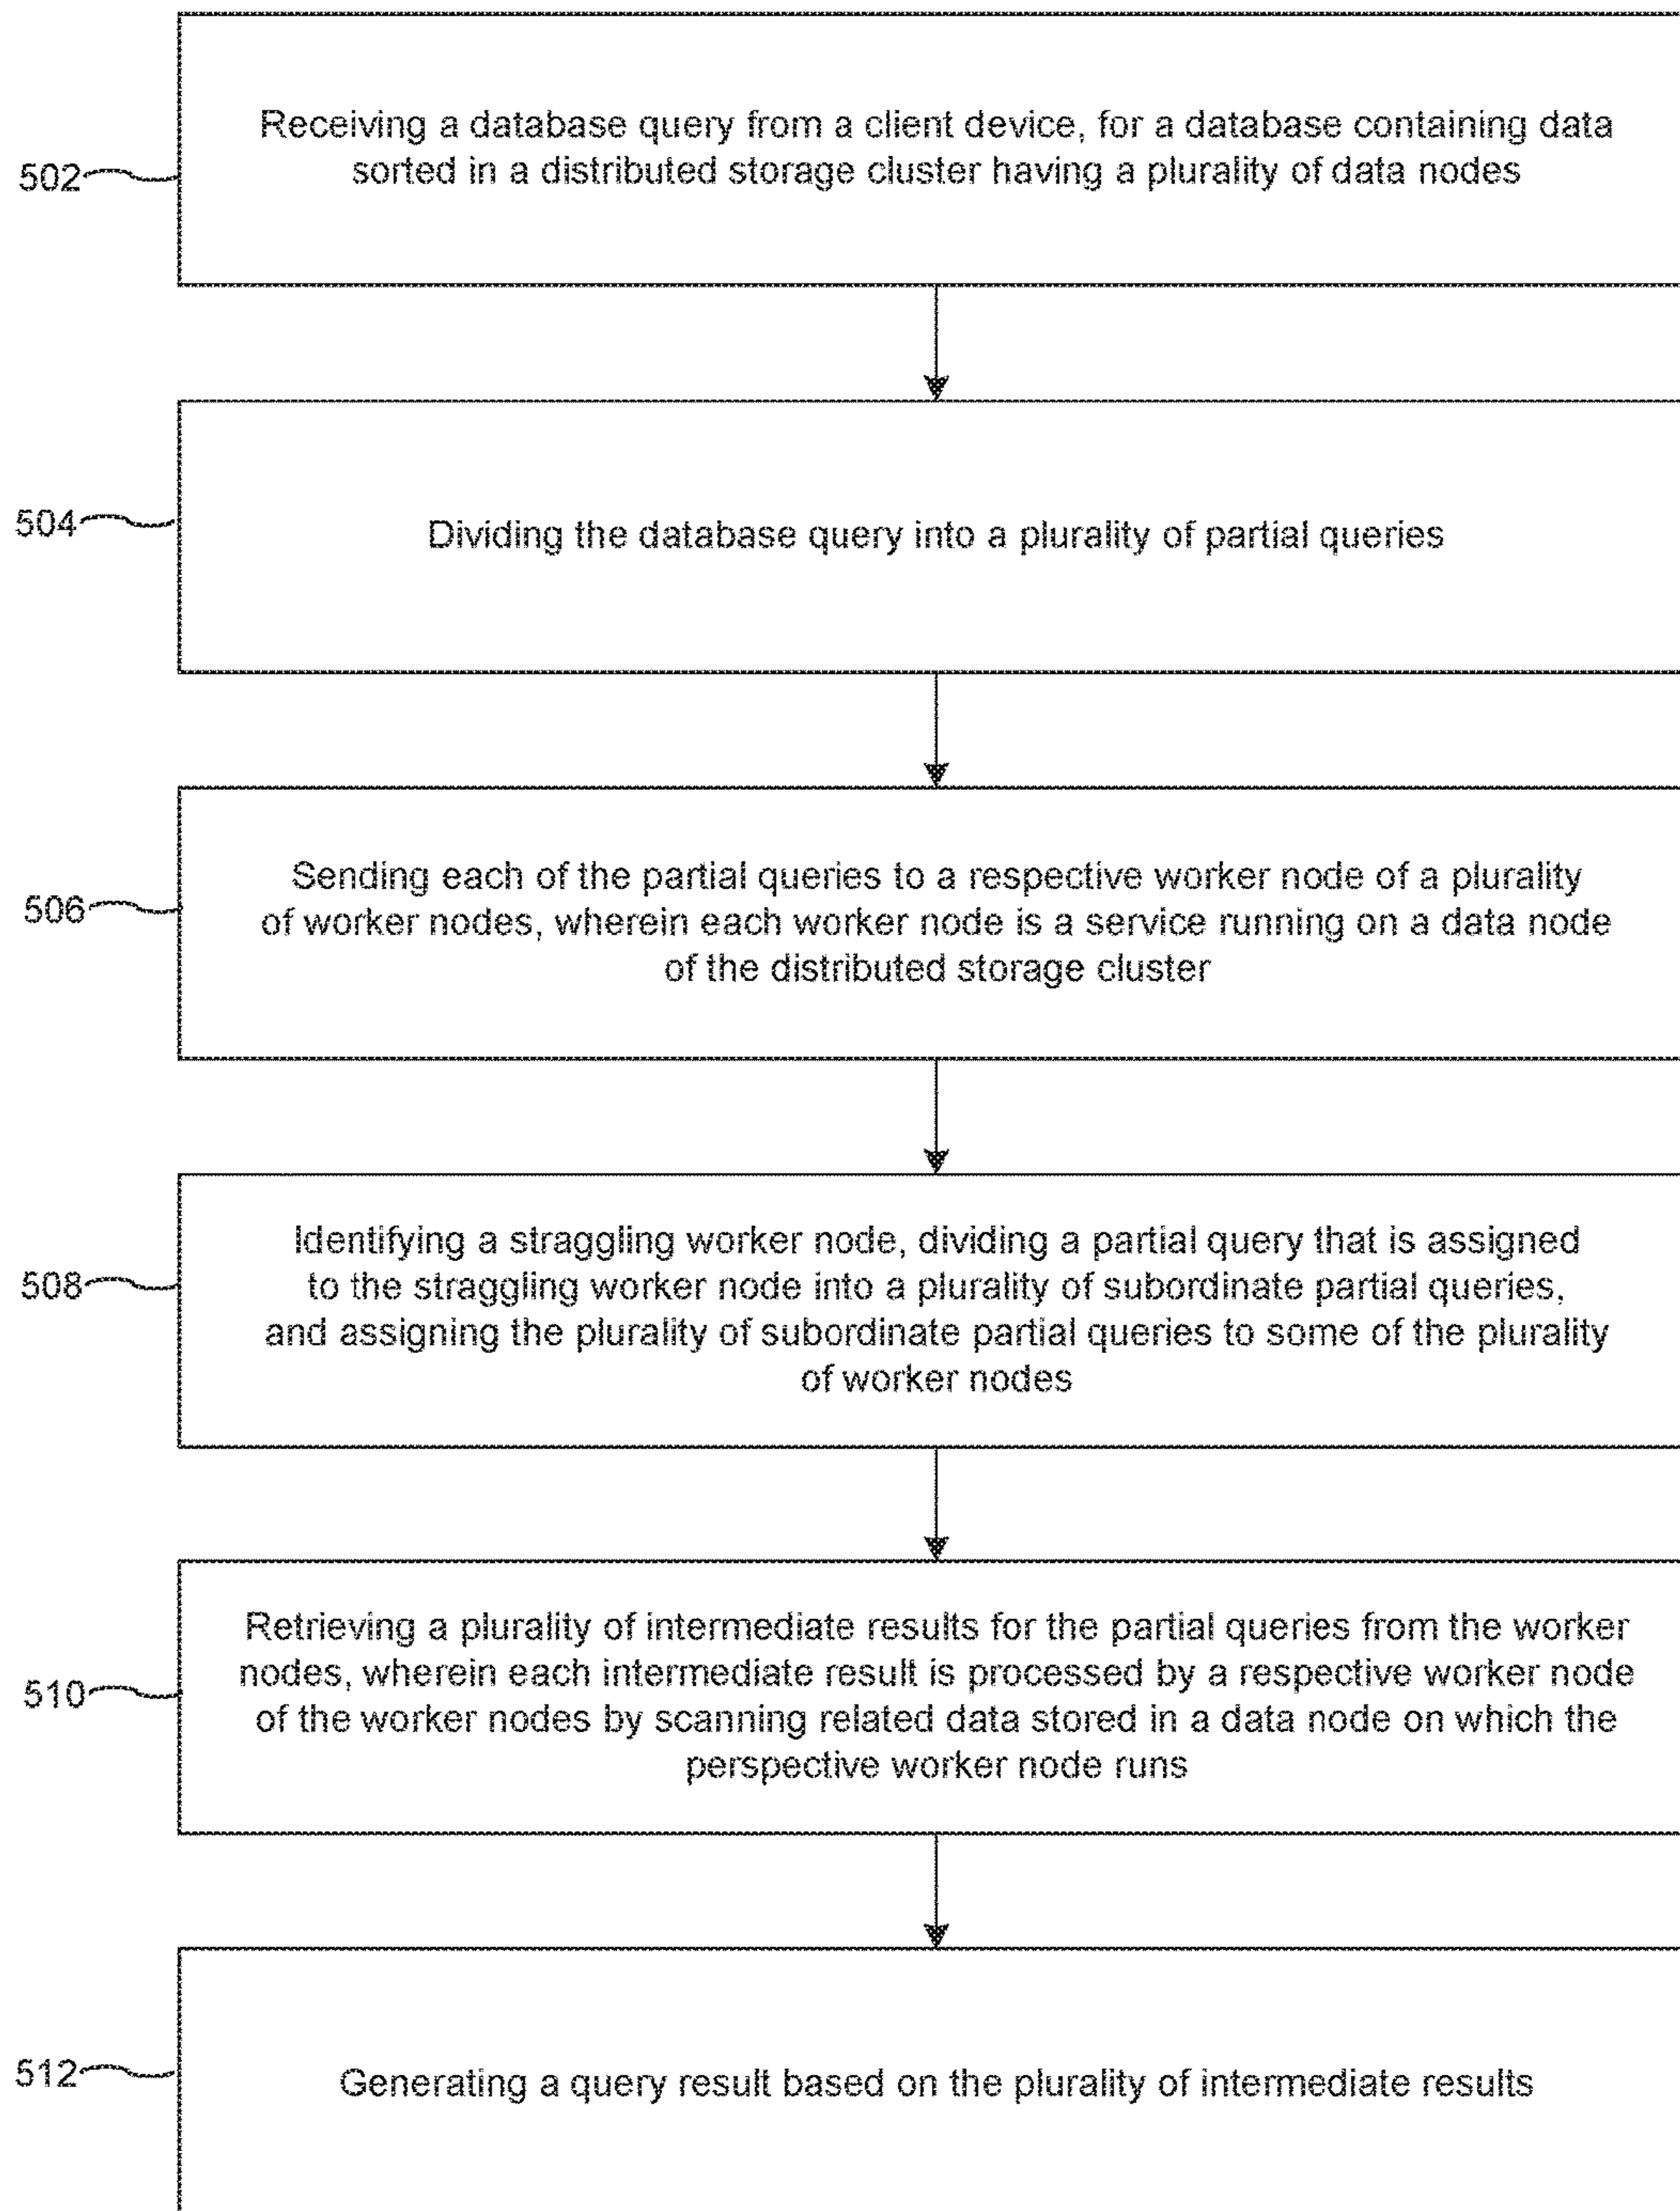 Receiving a database query from a client device, for a database containing data
sorted in a distributed storage cluster having a plurality of data nodes
502
504
Dividing the database query into a plurality of partial queries
Sending each of the partial queries to a respective worker node of a plurality
of worker nodes, wherein each worker node is a service running on a data node
of the distributed storage cluster
506
Identifying a straggling worker node, dividing a partial query that is assigned
to the straggling worker node into a plurality of subordinate partial queries,
and assigning the plurality of subordinate partial queries to some of the plurality
of worker nodes
508
Retrieving a plurality of intermediate results for the partial queries from the worker
nodes, wherein each intermediate result is processed by a respective worker node
of the worker nodes by scanning related data stored in a data node on which the
perspective worker node runs
510
512
Generating a query result based on the plurality of intermediate results